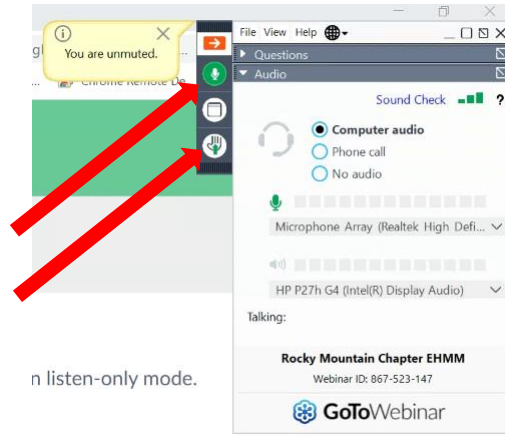 You are unmuted.
Chrome Remote De
File View Help
Questions
Audio
Sound Check ?
Computer audio
Phone call
No audio
Microphone Array (Realtek High Defi...
HP P27h G4 (Intel(R) Display Audio)
Talking:
n listen-only mode.
Rocky Mountain Chapter EHMM
Webinar ID: 867-523-147
GoToWebinar